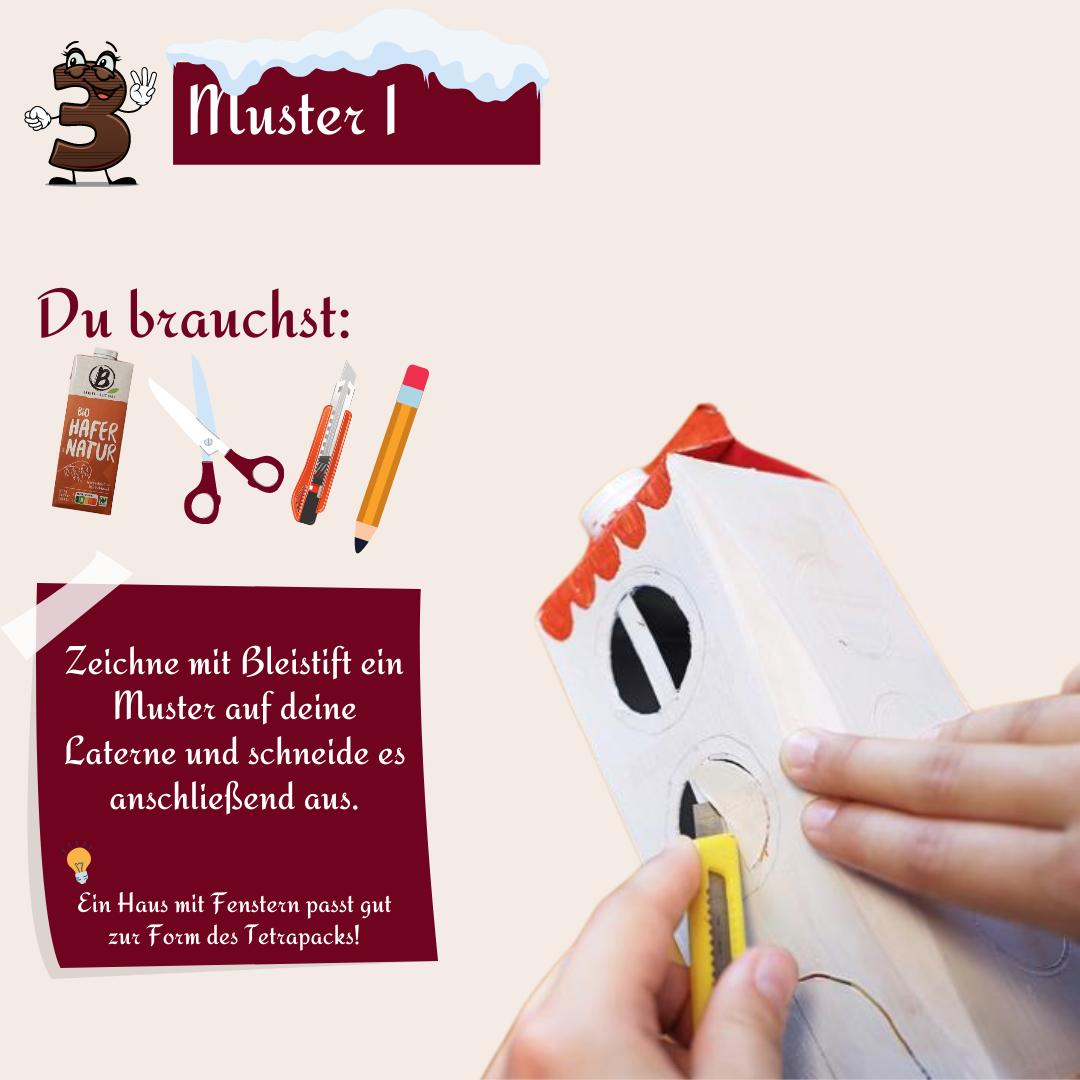 3
Muster 1
Du brauchst:
B
BIO
HAFER
NATUR
Zeichne mit Bleistift ein
Muster auf deine
Laterne und schneide es
anschließend aus.
Ein Haus mit Fenstern passt gut
zur Form des Tetrapacks!